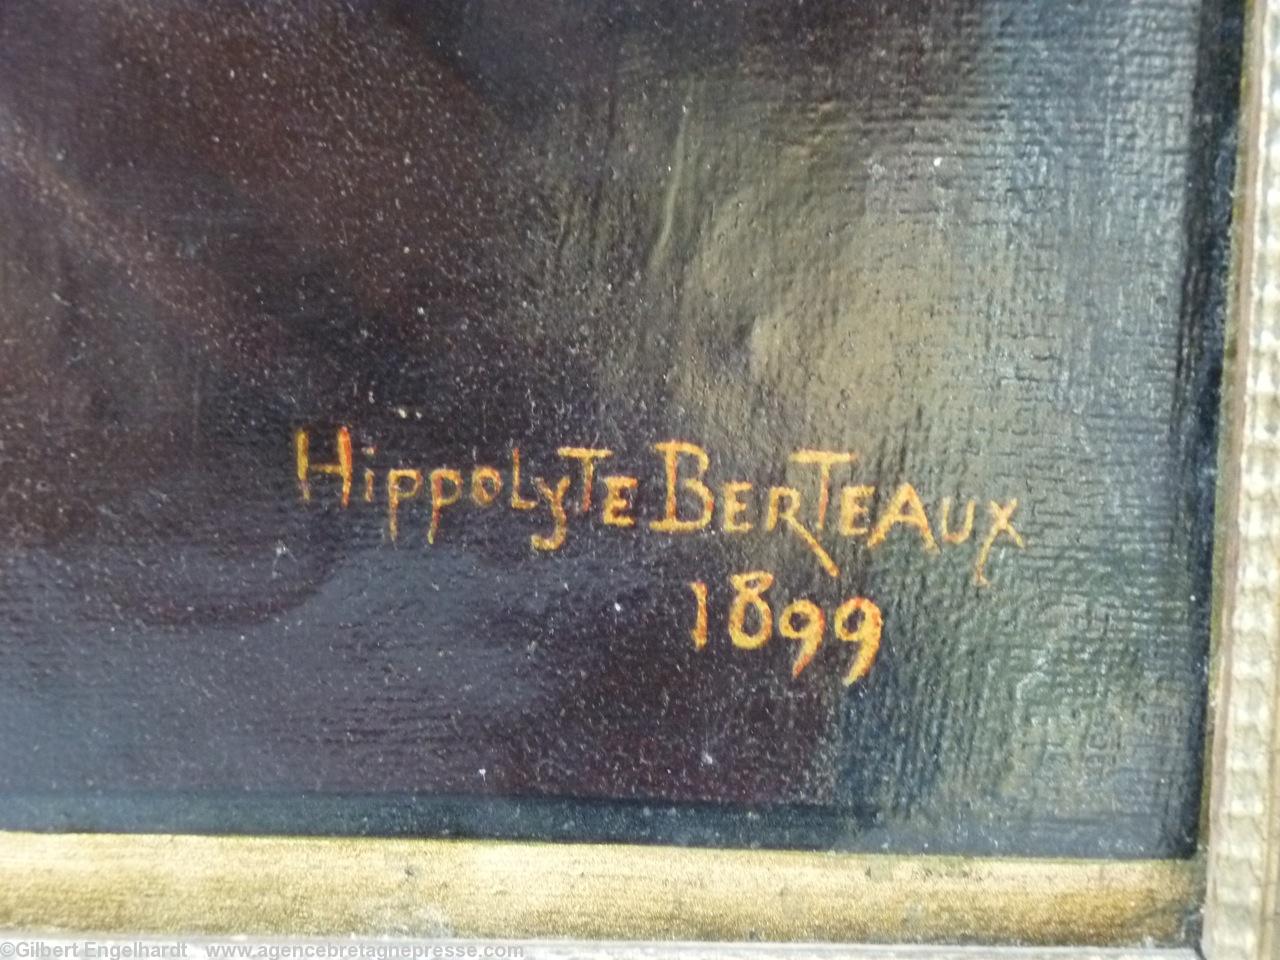 Hippolyte Berteaux
1899
©Gilbert Engelhardt www.agencebretagnepresse.com